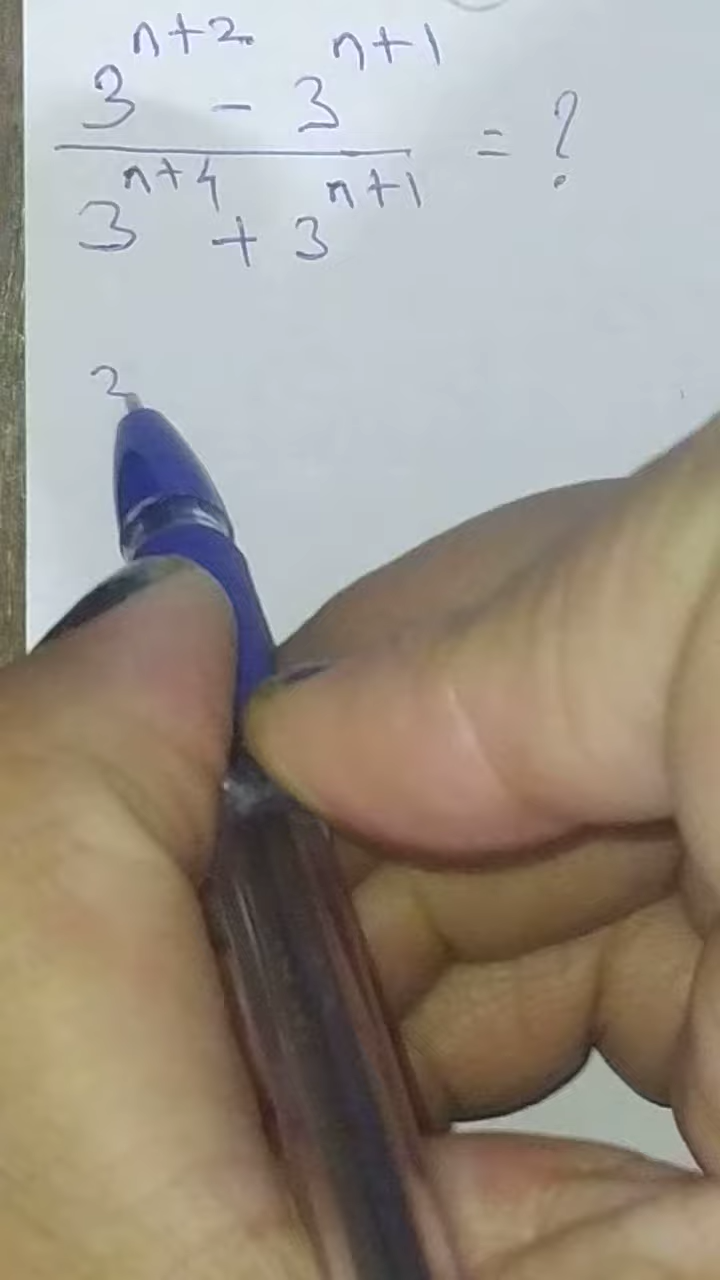 3^{n+2} - 3^{n+1}
3^{n+4} + 3^{n+1}
= ?
2